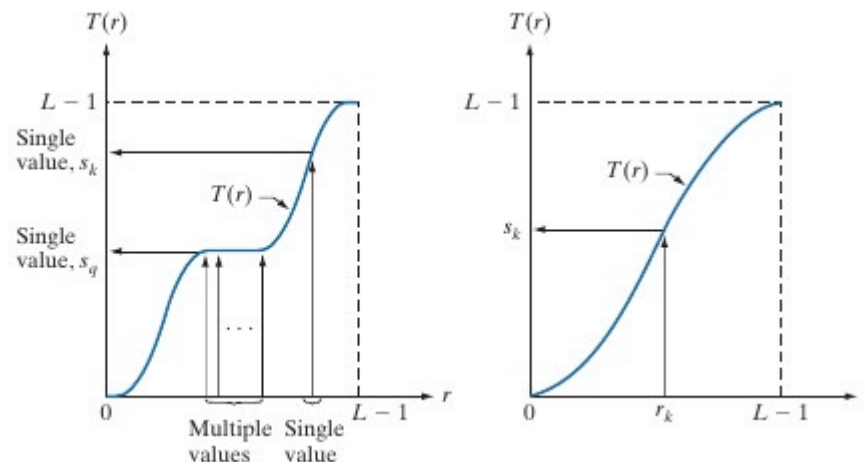 T(r)
L − 1
Single
value, s_k
T(r)
Single
value, s_q
. . .
0
L − 1
r
Multiple
values
Single
value
T(r)
L − 1
T(r)
s_k
0
r_k
L − 1
r